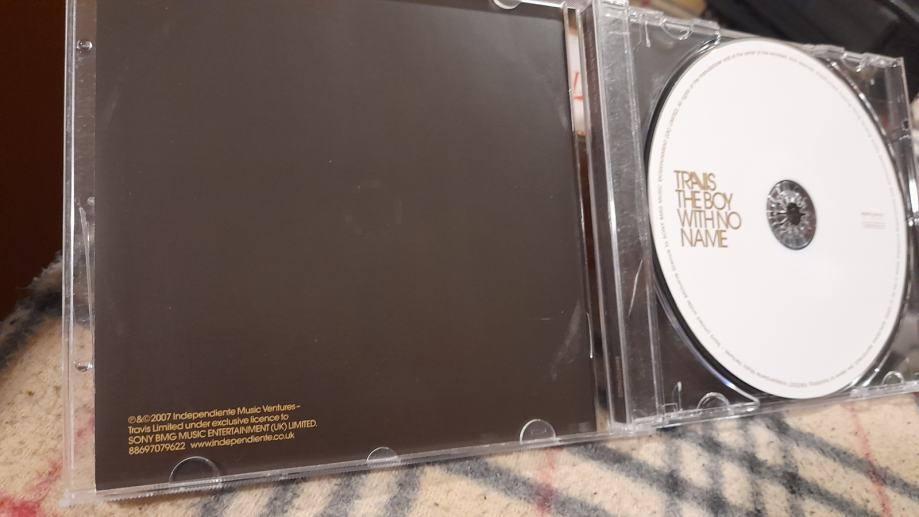 ℗&©2007 Independiente Music Ventures –
Travis Limited under exclusive licence to
SONY BMG MUSIC ENTERTAINMENT (UK) LIMITED.
88697079622 www.independiente.co.uk
TRAVIS
THE BOY
WITH NO
NAME